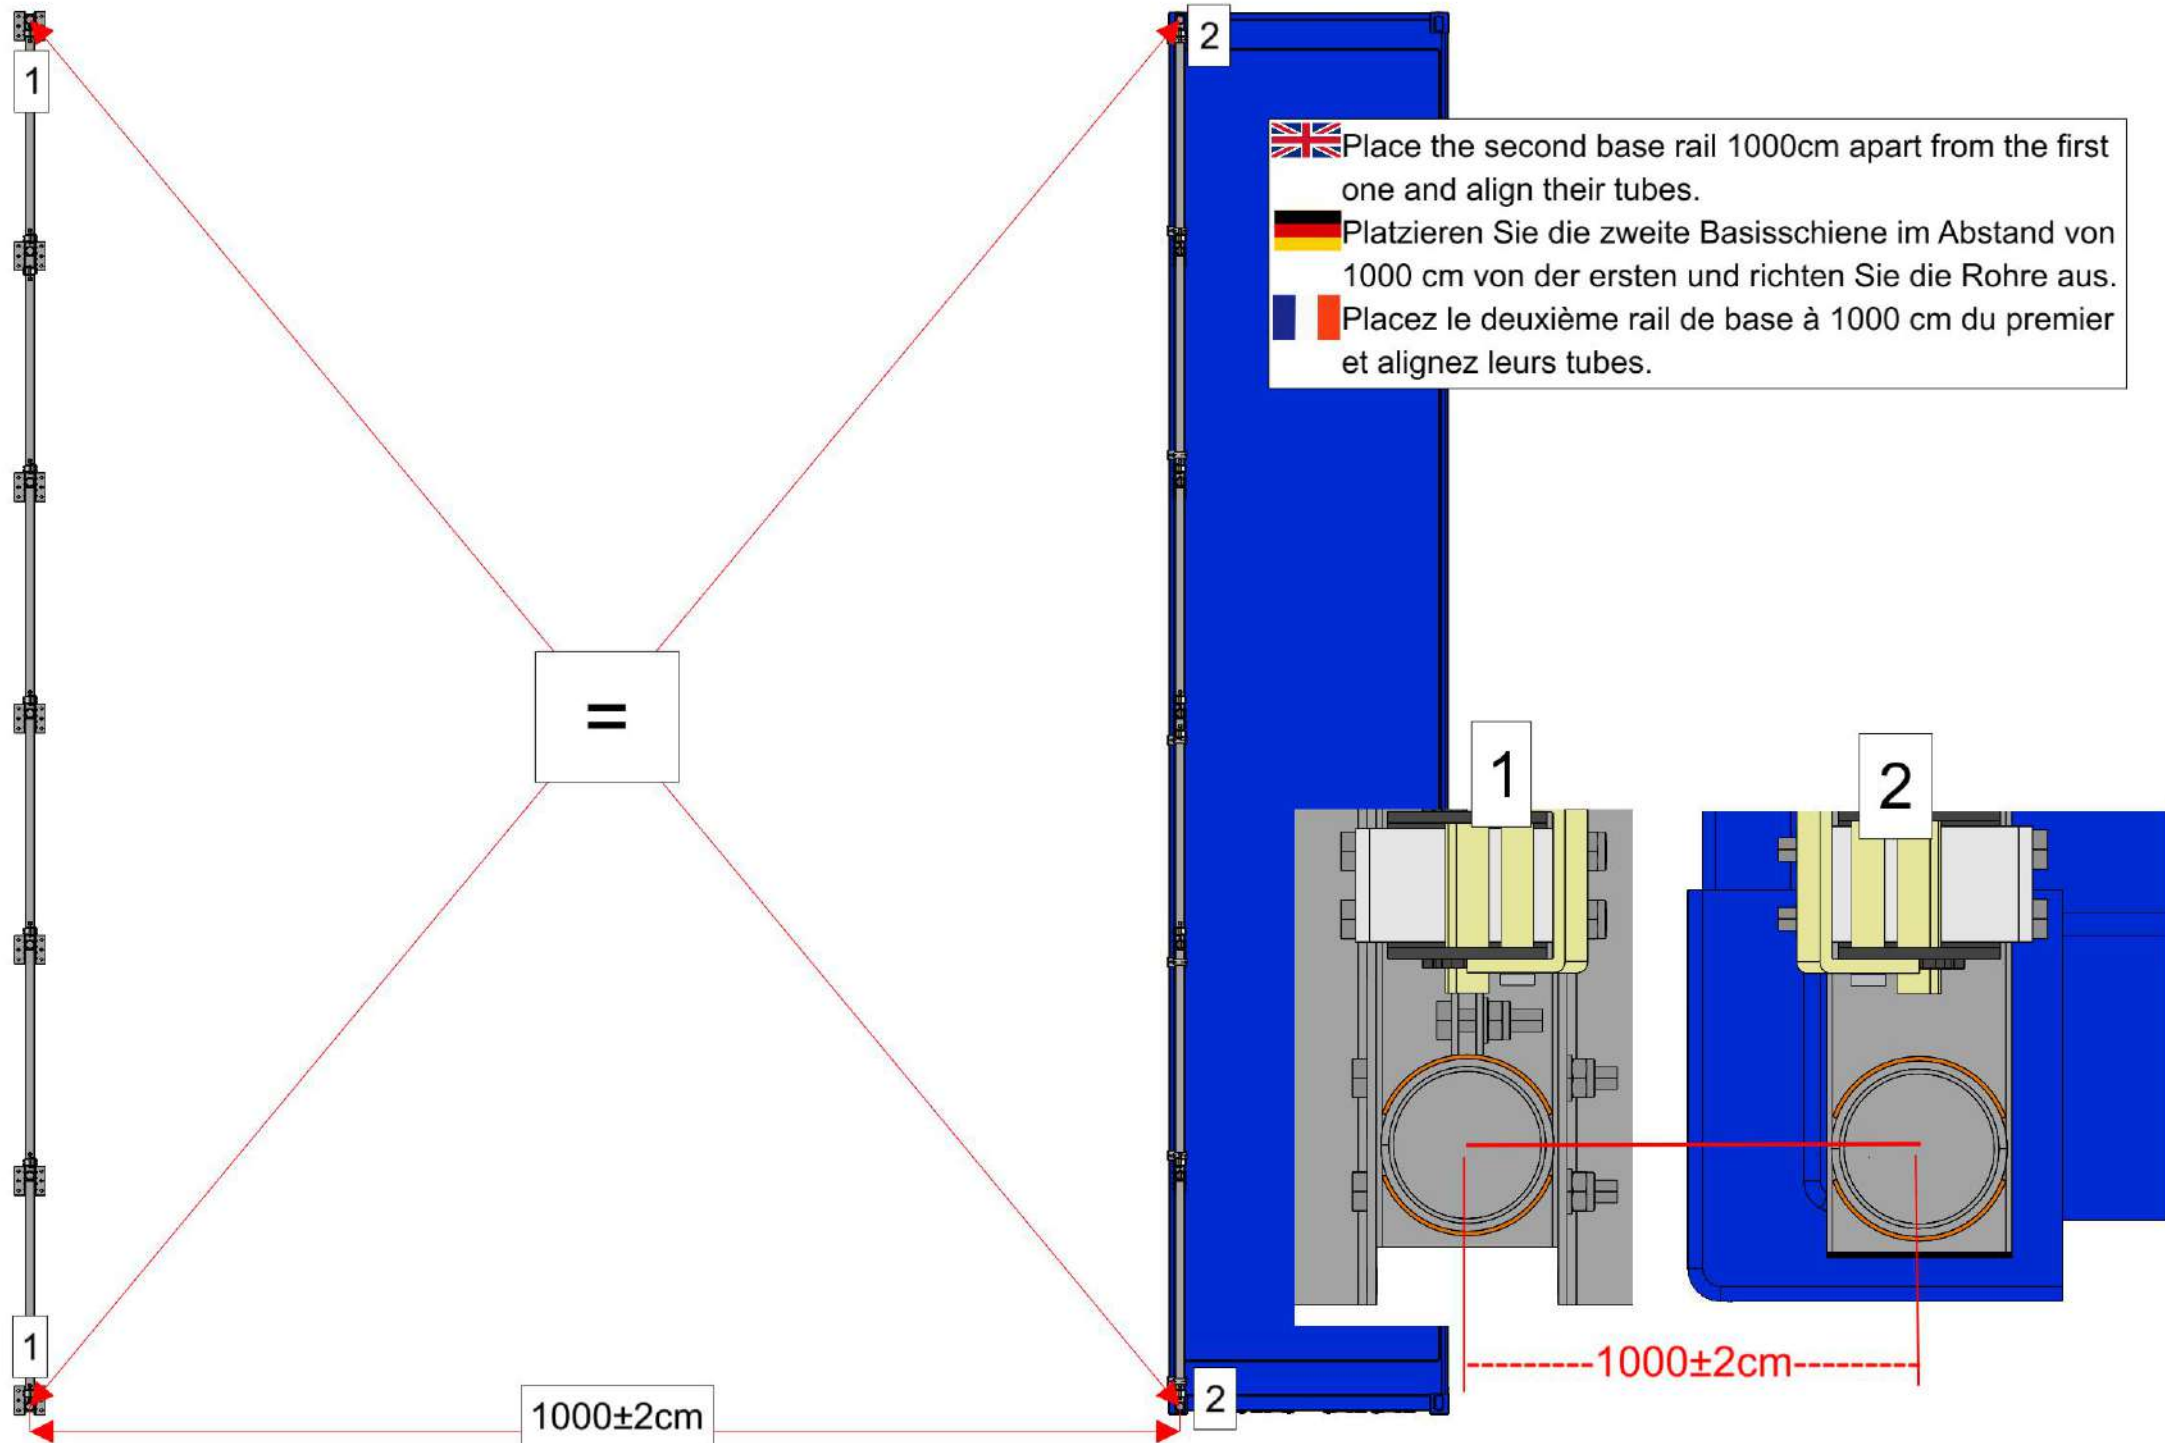 1
2
Place the second base rail 1000cm apart from the first
one and align their tubes.
Platzieren Sie die zweite Basisschiene im Abstand von
1000 cm von der ersten und richten Sie die Rohre aus.
Placez le deuxième rail de base à 1000 cm du premier
et alignez leurs tubes.
=
1
2
1
2
1000±2cm
---------1000±2cm---------